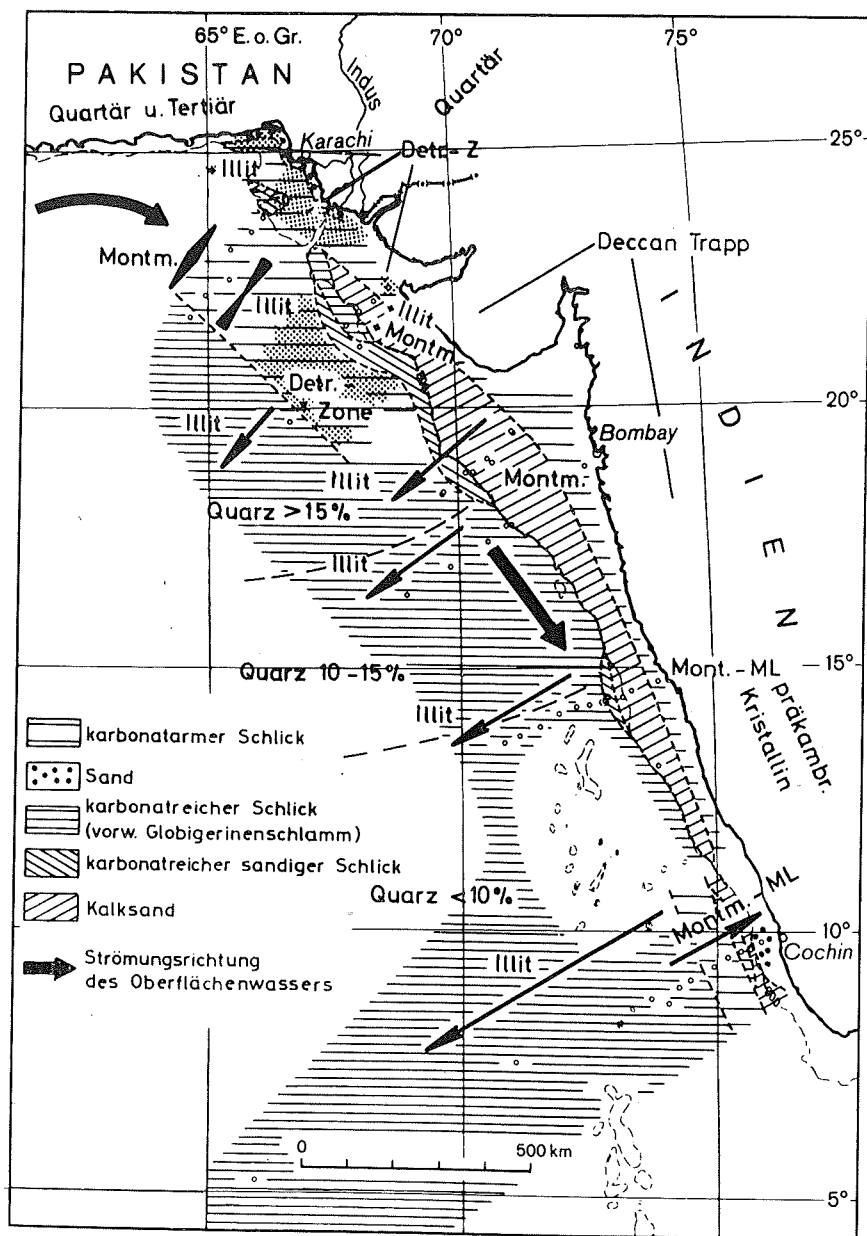 65° E. o. Gr.
70°
75°
PAKISTAN
Quartär u. Tertiär
Indus
Quartär
Karachi
Detr.-Z
25°
Illit
Deccan Trapp
Montm.
Illit
Illit
Montm.
INDIEN
Detr.
Zone
20°
Illit
Bombay
Illit
Montm.
Quarz >15%
Illit
Quarz 10-15%
Mont.-ML
15°
Illit
präkambr.
Kristallin
karbonatarmer Schlick
Sand
karbonatreicher Schlick
(vorw. Globigerinenschlamm)
karbonatreicher sandiger Schlick
Kalksand
Strömungsrichtung
des Oberflächenwassers
Quarz <10%
Montm.-ML
10°
Cochin
Illit
0
500 km
5°